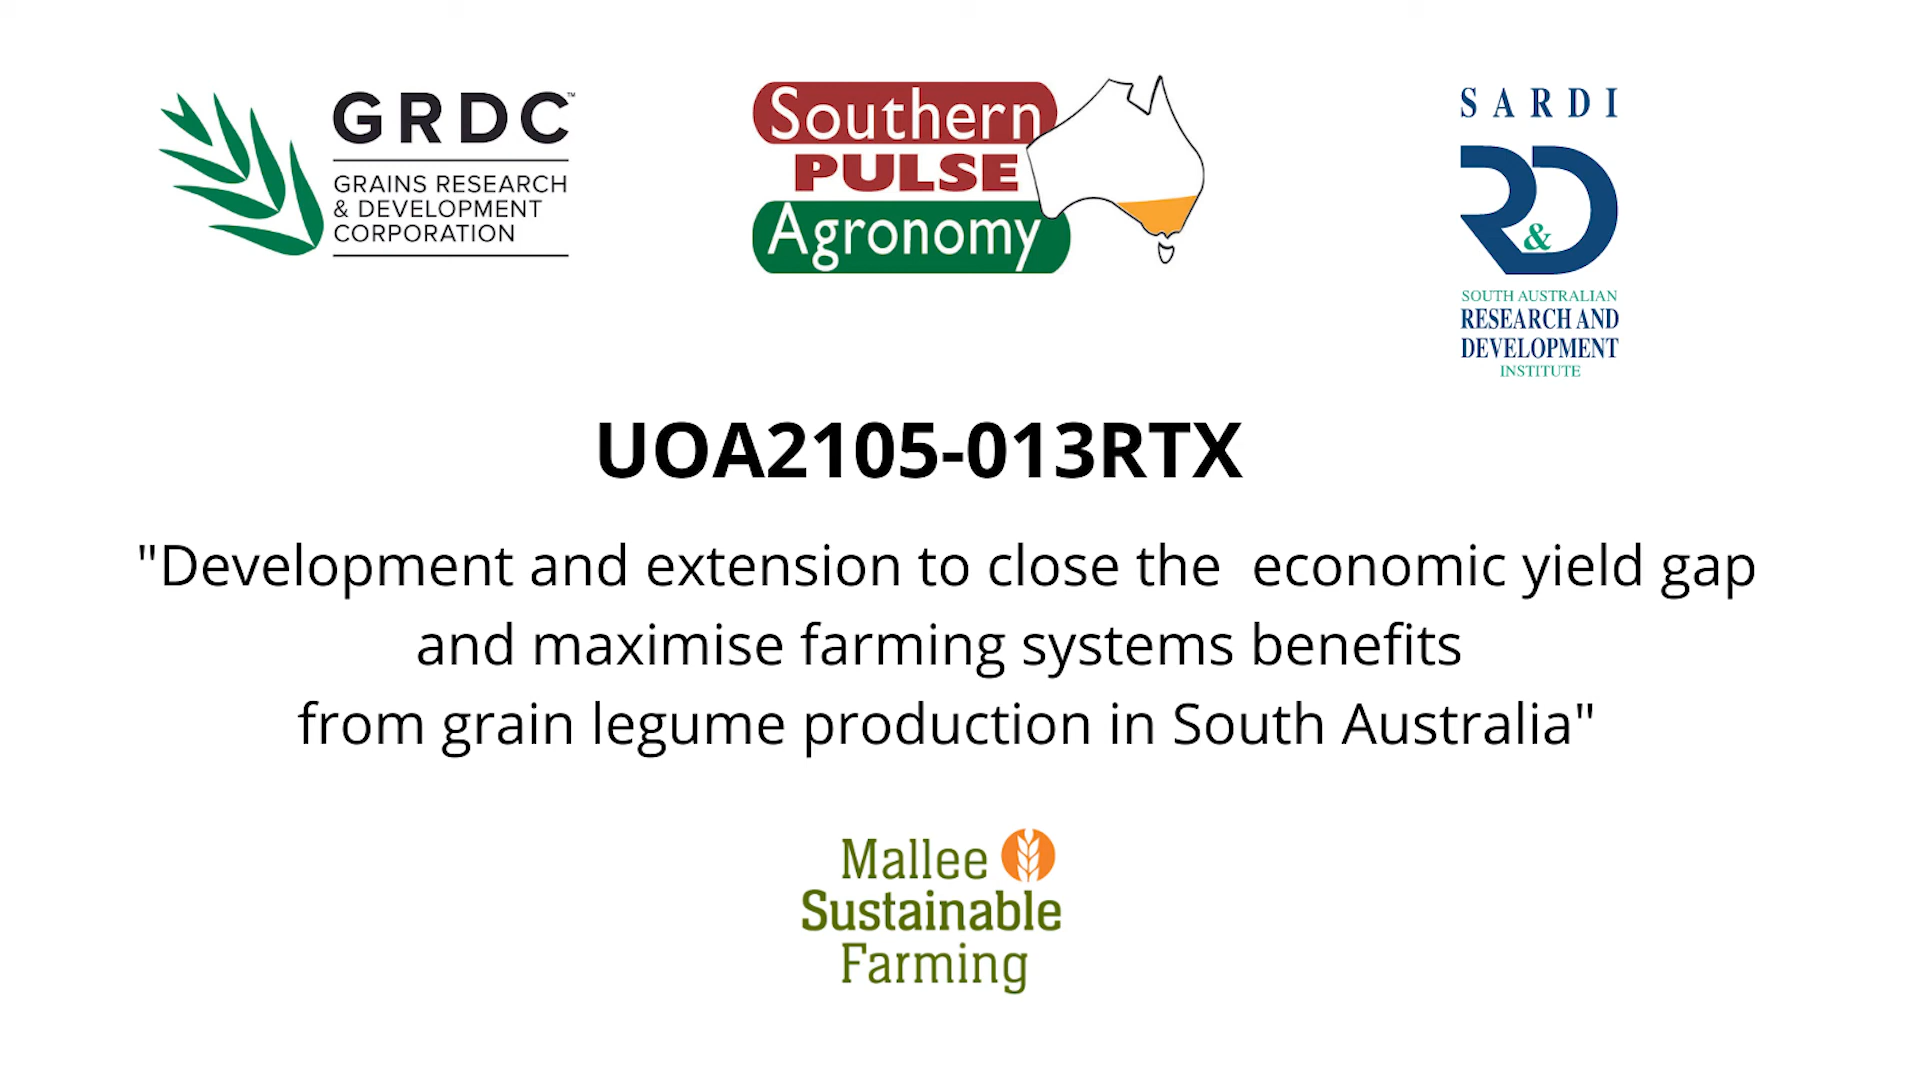 GRDC™
GRAINS RESEARCH
& DEVELOPMENT
CORPORATION
Southern
PULSE
Agronomy
SARDI
R&D
SOUTH AUSTRALIAN
RESEARCH AND
DEVELOPMENT
INSTITUTE
UOA2105-013RTX
"Development and extension to close the  economic yield gap
and maximise farming systems benefits
from grain legume production in South Australia"
Mallee
Sustainable
Farming